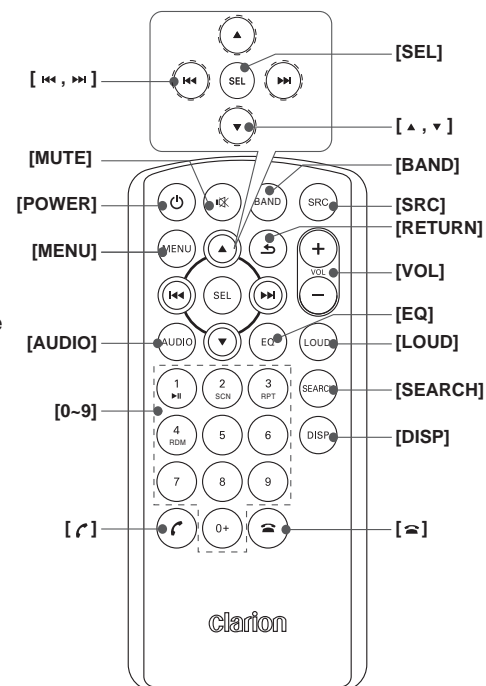 [SEL]
SEL
[ ⏮ , ⏭ ]
[ ▲ , ▼ ]
[MUTE]
[BAND]
[POWER]
BAND
SRC
[SRC]
[RETURN]
[MENU]
MENU
+
VOL
−
[VOL]
SEL
[EQ]
e
[AUDIO]
AUDIO
EQ
LOUD
[LOUD]
1
2
SCN
3
RPT
SEARCH
[SEARCH]
[0~9]
4
RDM
5
6
DISP
[DISP]
7
8
9
0+
clarion